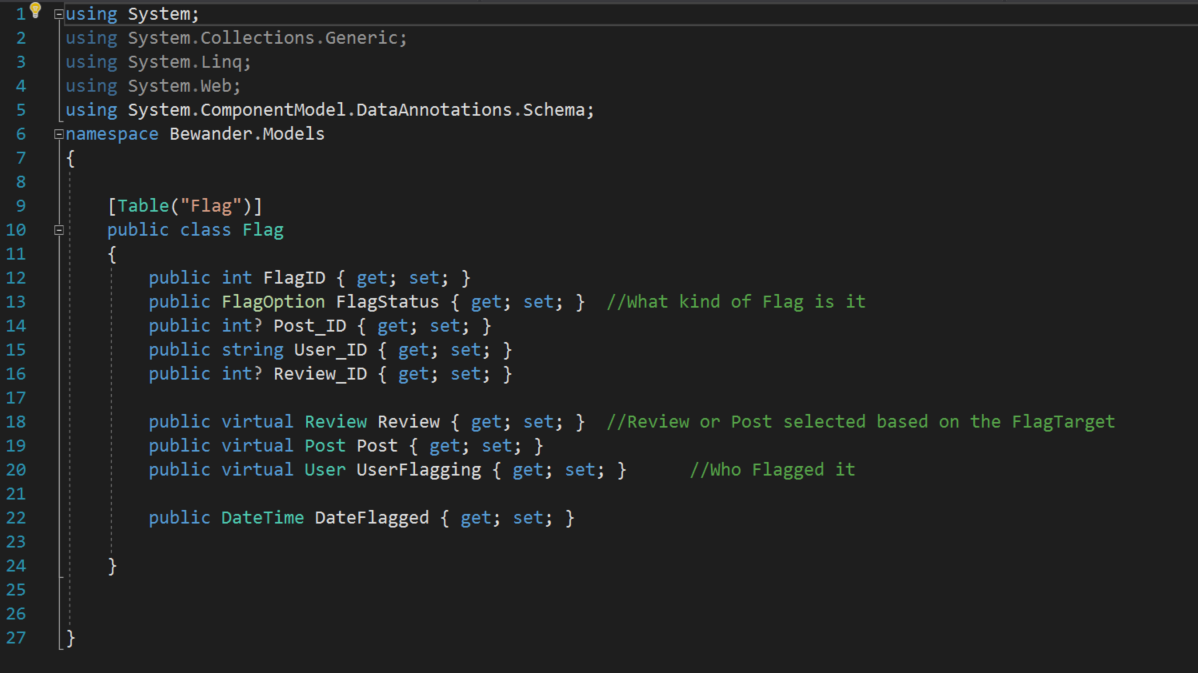 1 using System;
2 using System.Collections.Generic;
3 using System.Linq;
4 using System.Web;
5 using System.ComponentModel.DataAnnotations.Schema;
6 namespace Bewander.Models
7 {
8
9 [Table("Flag")]
10 public class Flag
11 {
12 public int FlagID { get; set; }
13 public FlagOption FlagStatus { get; set; } //What kind of Flag is it
14 public int? Post_ID { get; set; }
15 public string User_ID { get; set; }
16 public int? Review_ID { get; set; }
17
18 public virtual Review Review { get; set; } //Review or Post selected based on the FlagTarget
19 public virtual Post Post { get; set; }
20 public virtual User UserFlagging { get; set; } //Who Flagged it
21
22 public DateTime DateFlagged { get; set; }
23
24 }
25
26
27 }